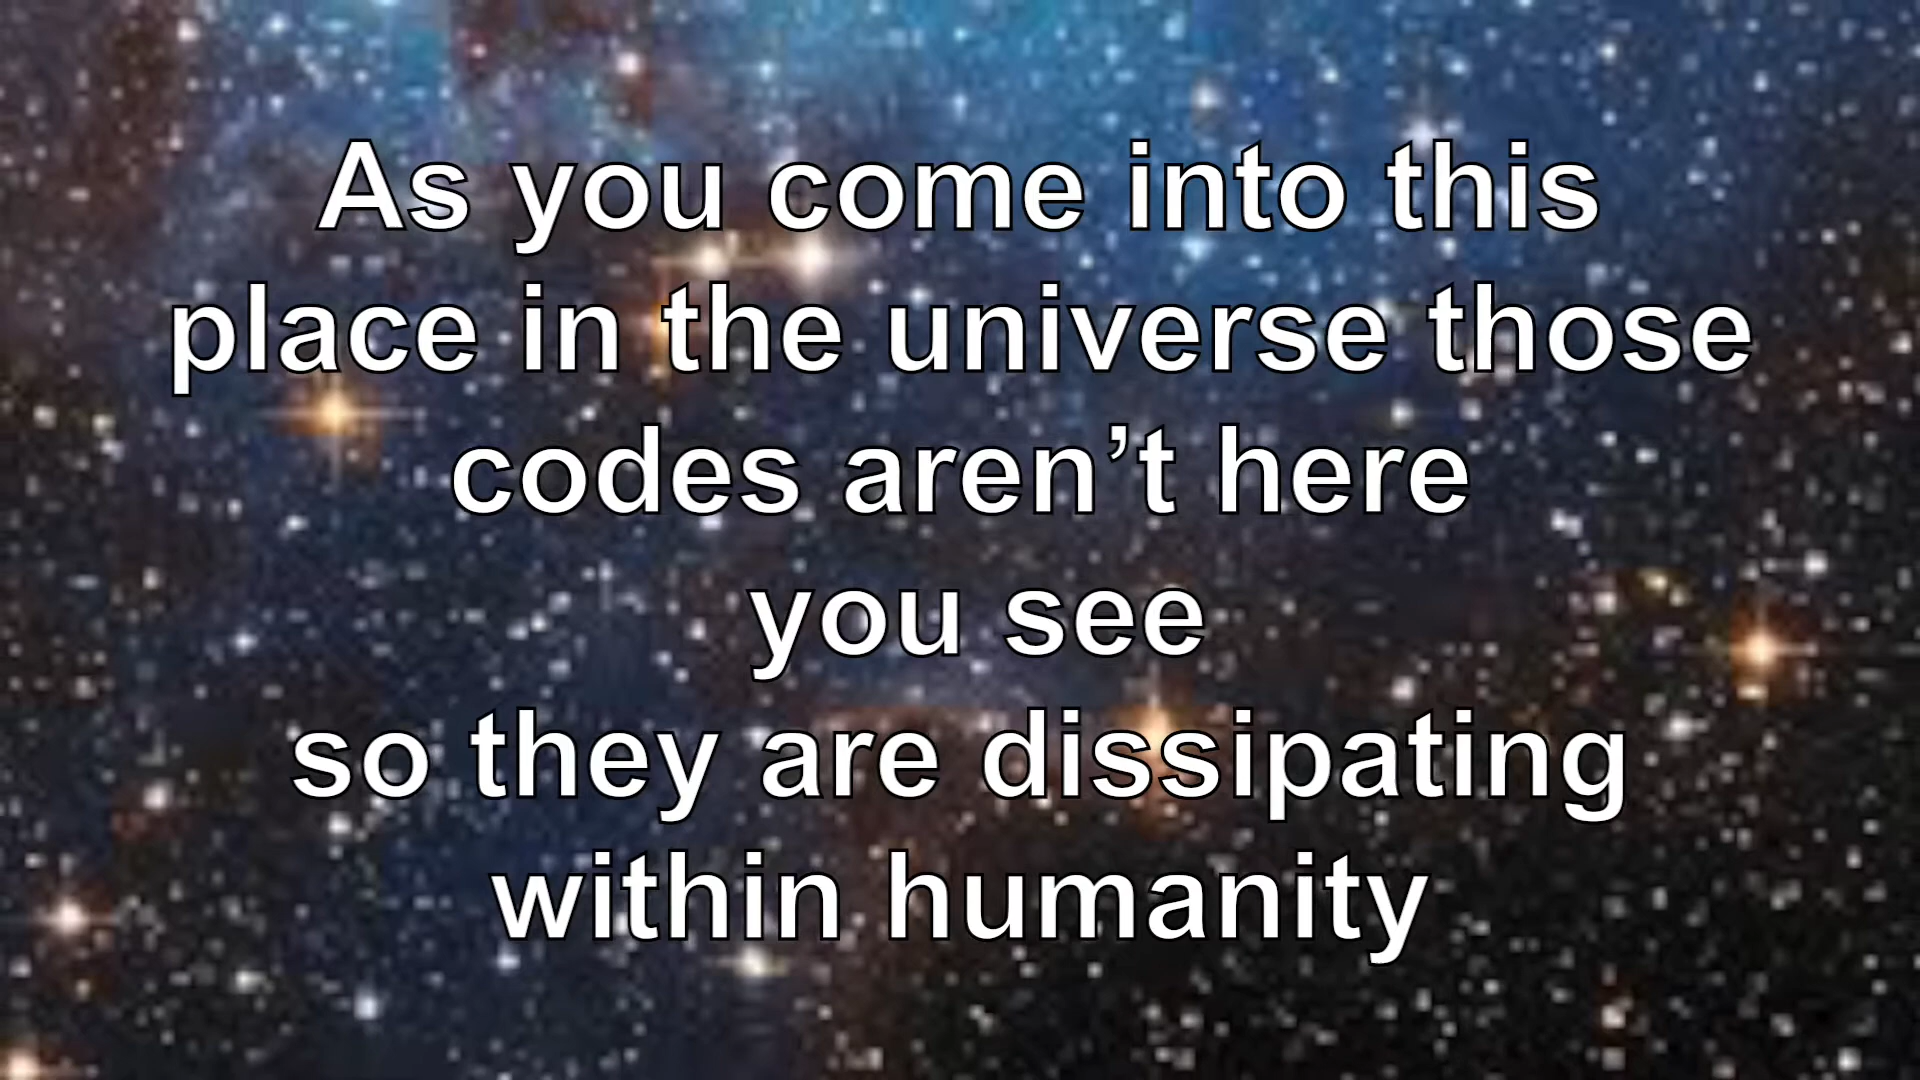 As you come into this
place in the universe those
codes aren’t here
you see
so they are dissipating
within humanity